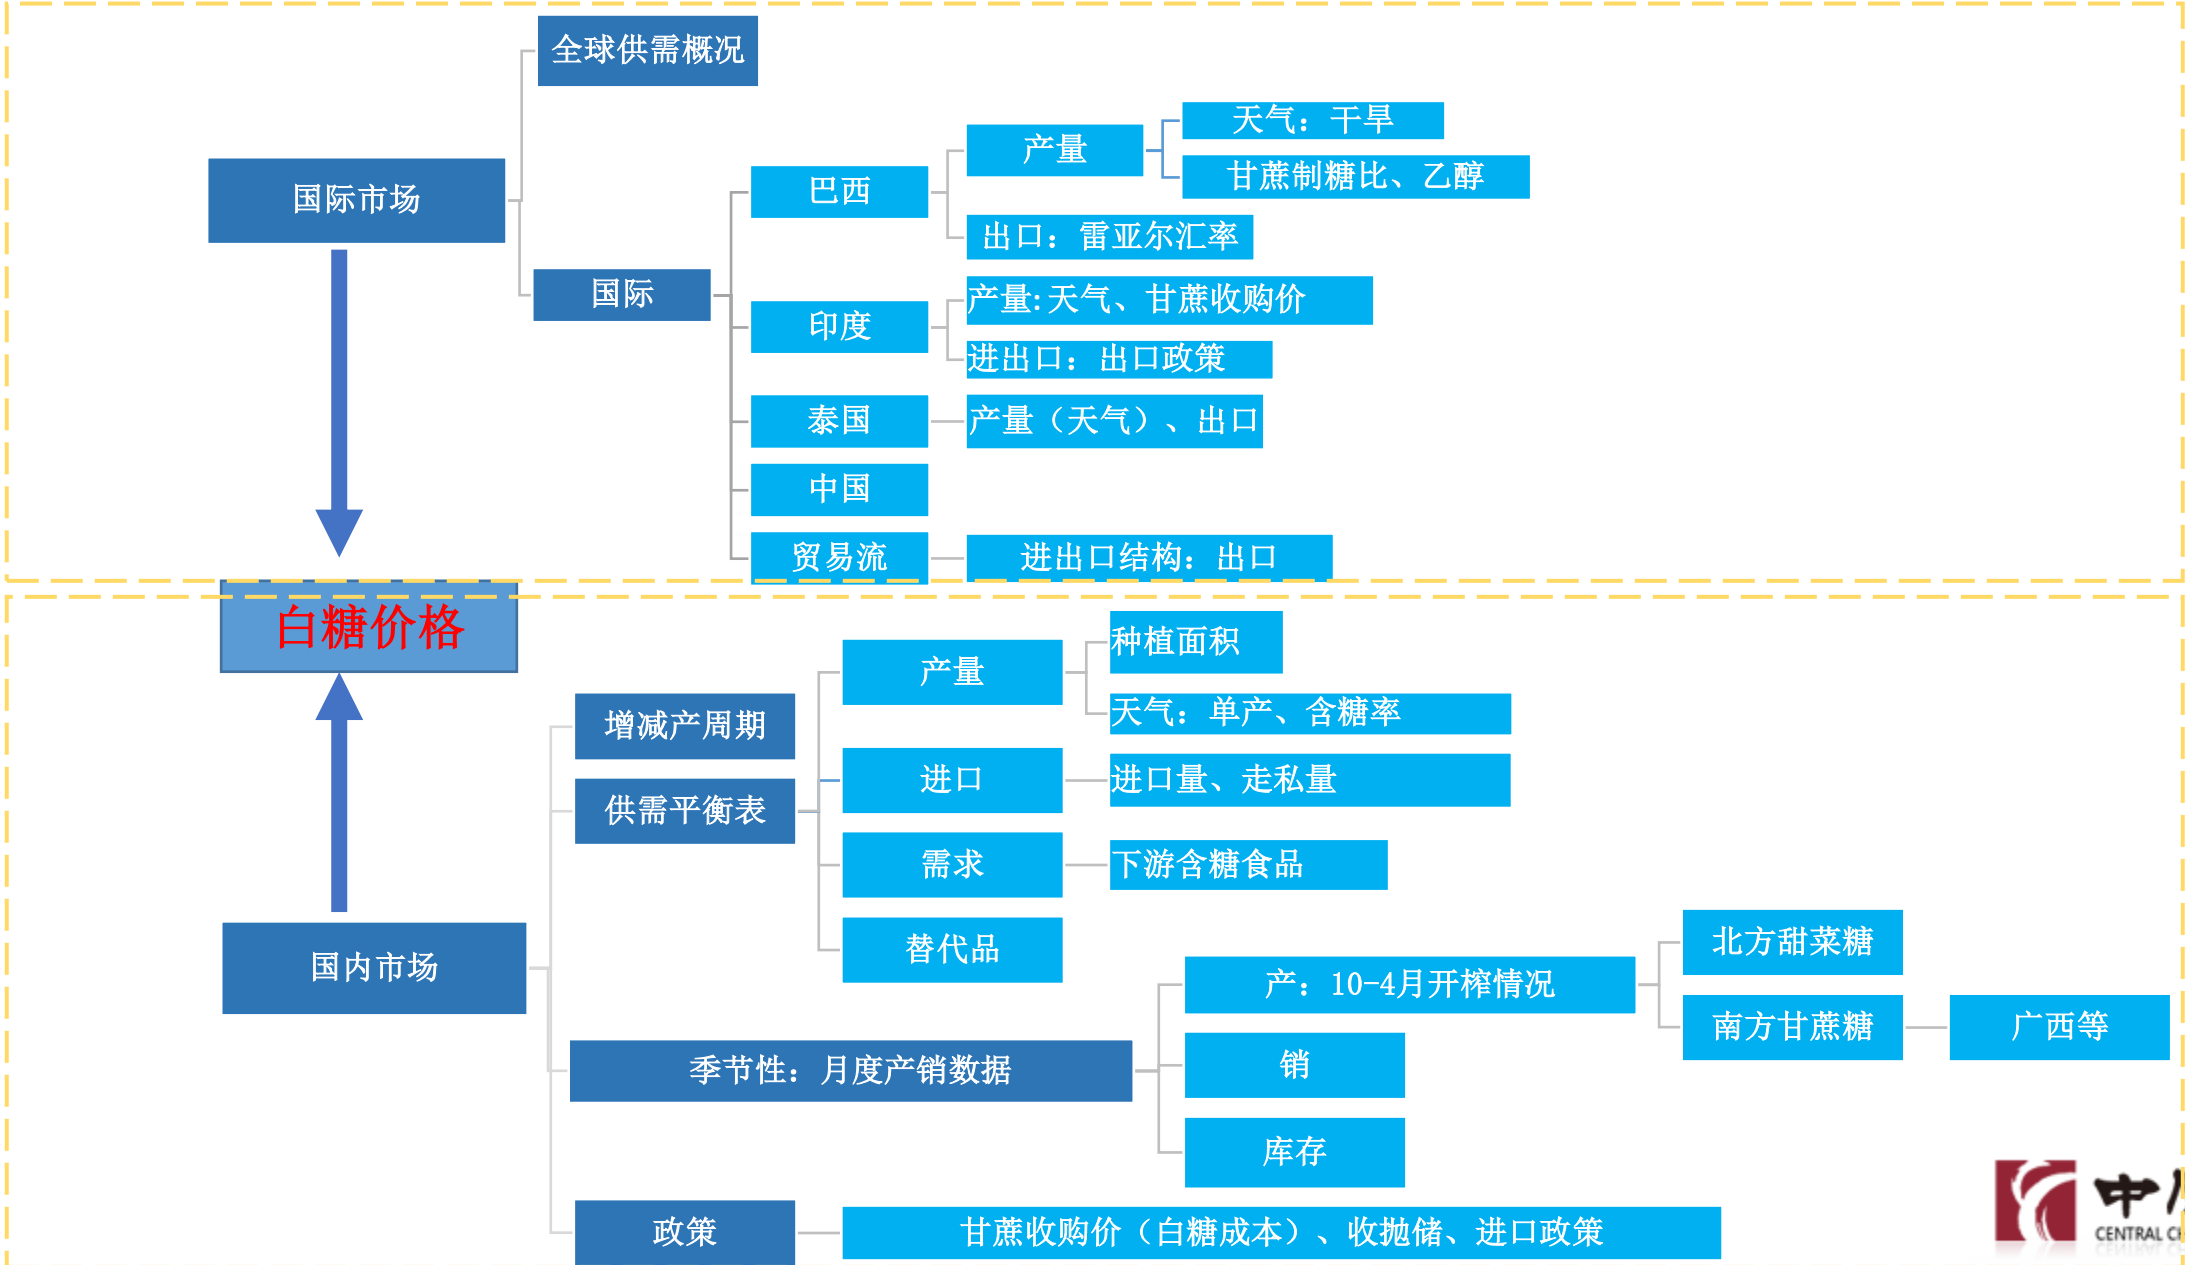 全球供需概况
国际市场
国际
巴西
产量
天气：干旱
甘蔗制糖比、乙醇
出口：雷亚尔汇率
印度
产量:天气、甘蔗收购价
进出口：出口政策
泰国
产量（天气）、出口
中国
贸易流
进出口结构：出口
白糖价格
国内市场
增减产周期
供需平衡表
产量
种植面积
天气：单产、含糖率
进口
进口量、走私量
需求
下游含糖食品
替代品
季节性：月度产销数据
产：10-4月开榨情况
北方甜菜糖
南方甘蔗糖
广西等
销
库存
政策
甘蔗收购价（白糖成本）、收抛储、进口政策
中
CENTRAL